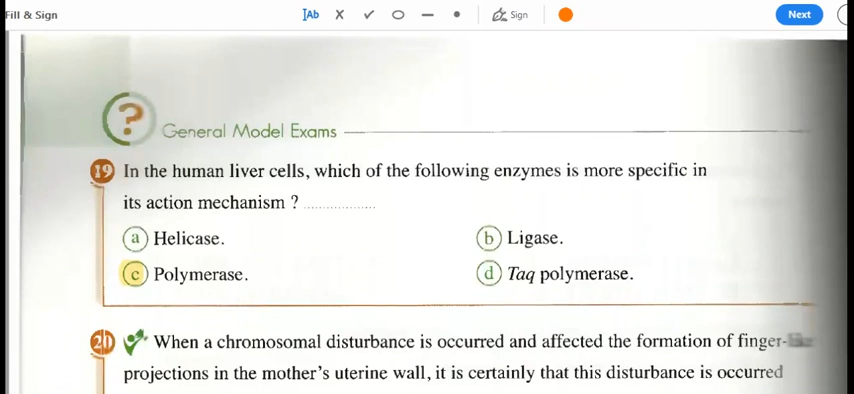 Fill & Sign
Ab
Sign
Next
?
General Model Exams
19 In the human liver cells, which of the following enzymes is more specific in
its action mechanism ? ..................
a Helicase.
b Ligase.
c Polymerase.
d Taq polymerase.
20 When a chromosomal disturbance is occurred and affected the formation of finger-
projections in the mother's uterine wall, it is certainly that this disturbance is occurred